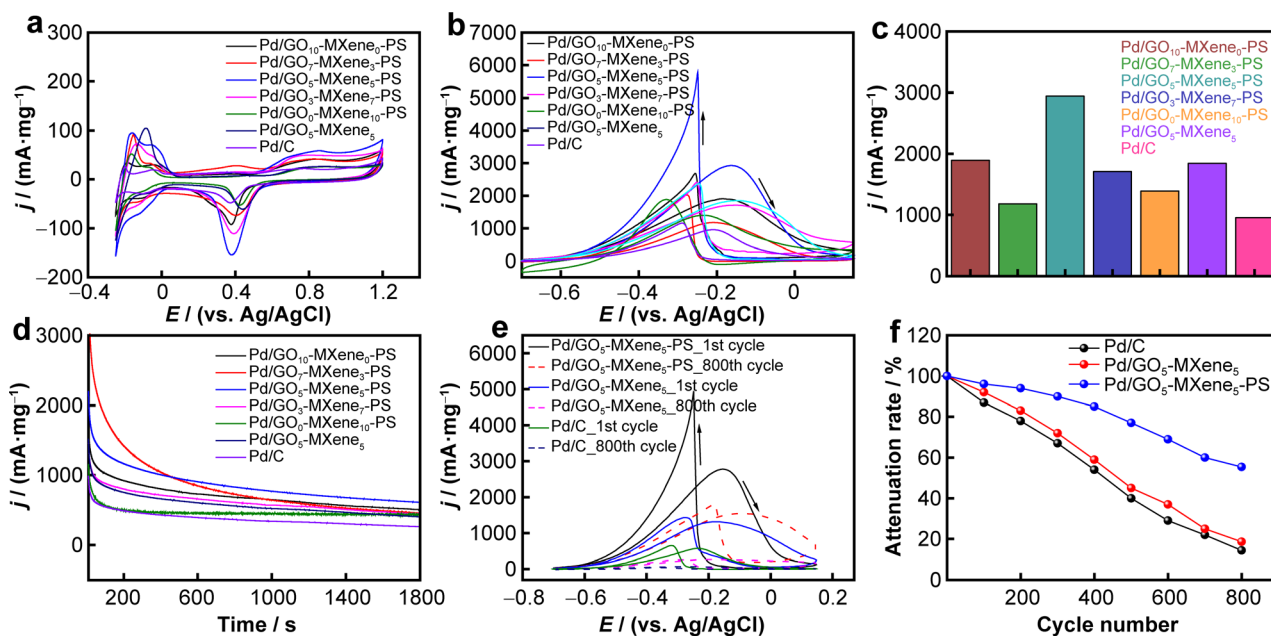 a
300
200
100
0
−100
−200
j / (mA·mg⁻¹)
−0.4
0
0.4
0.8
1.2
E / (vs. Ag/AgCl)
Pd/GO₁₀-MXene₀-PS
Pd/GO₇-MXene₃-PS
Pd/GO₅-MXene₅-PS
Pd/GO₃-MXene₇-PS
Pd/GO₀-MXene₁₀-PS
Pd/GO₅-MXene₅
Pd/C
b
7000
6000
5000
4000
3000
2000
1000
0
j / (mA·mg⁻¹)
−0.6
−0.4
−0.2
0
E / (vs. Ag/AgCl)
Pd/GO₁₀-MXene₀-PS
Pd/GO₇-MXene₃-PS
Pd/GO₅-MXene₅-PS
Pd/GO₃-MXene₇-PS
Pd/GO₀-MXene₁₀-PS
Pd/GO₅-MXene₅
Pd/C
c
4000
3000
2000
1000
0
j / (mA·mg⁻¹)
Pd/GO₁₀-MXene₀-PS
Pd/GO₇-MXene₃-PS
Pd/GO₅-MXene₅-PS
Pd/GO₃-MXene₇-PS
Pd/GO₀-MXene₁₀-PS
Pd/GO₅-MXene₅
Pd/C
d
3000
2000
1000
0
j / (mA·mg⁻¹)
200
600
1000
1400
1800
Time / s
Pd/GO₁₀-MXene₀-PS
Pd/GO₇-MXene₃-PS
Pd/GO₅-MXene₅-PS
Pd/GO₃-MXene₇-PS
Pd/GO₀-MXene₁₀-PS
Pd/GO₅-MXene₅
Pd/C
e
6000
5000
4000
3000
2000
1000
0
j / (mA·mg⁻¹)
−0.8
−0.6
−0.4
−0.2
0
0.2
E / (vs. Ag/AgCl)
Pd/GO₅-MXene₅-PS_1st cycle
Pd/GO₅-MXene₅-PS_800th cycle
Pd/GO₅-MXene₅_1st cycle
Pd/GO₅-MXene₅_800th cycle
Pd/C_1st cycle
Pd/C_800th cycle
f
120
100
80
60
40
20
0
Attenuation rate / %
200
400
600
800
Cycle number
Pd/C
Pd/GO₅-MXene₅
Pd/GO₅-MXene₅-PS